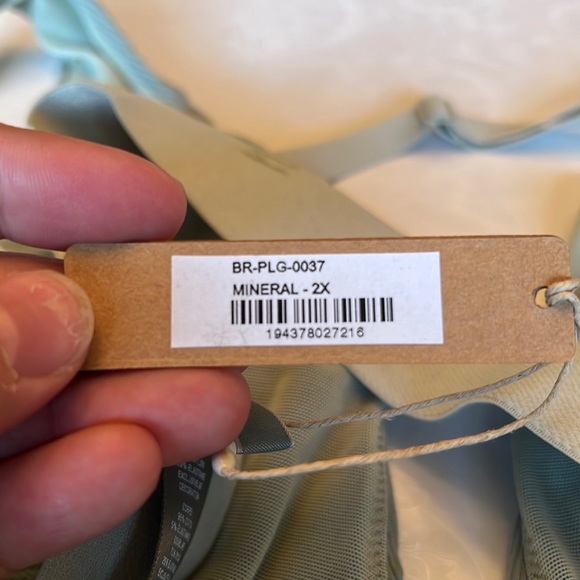 BR-PLG-0037
MINERAL - 2X
194378027216